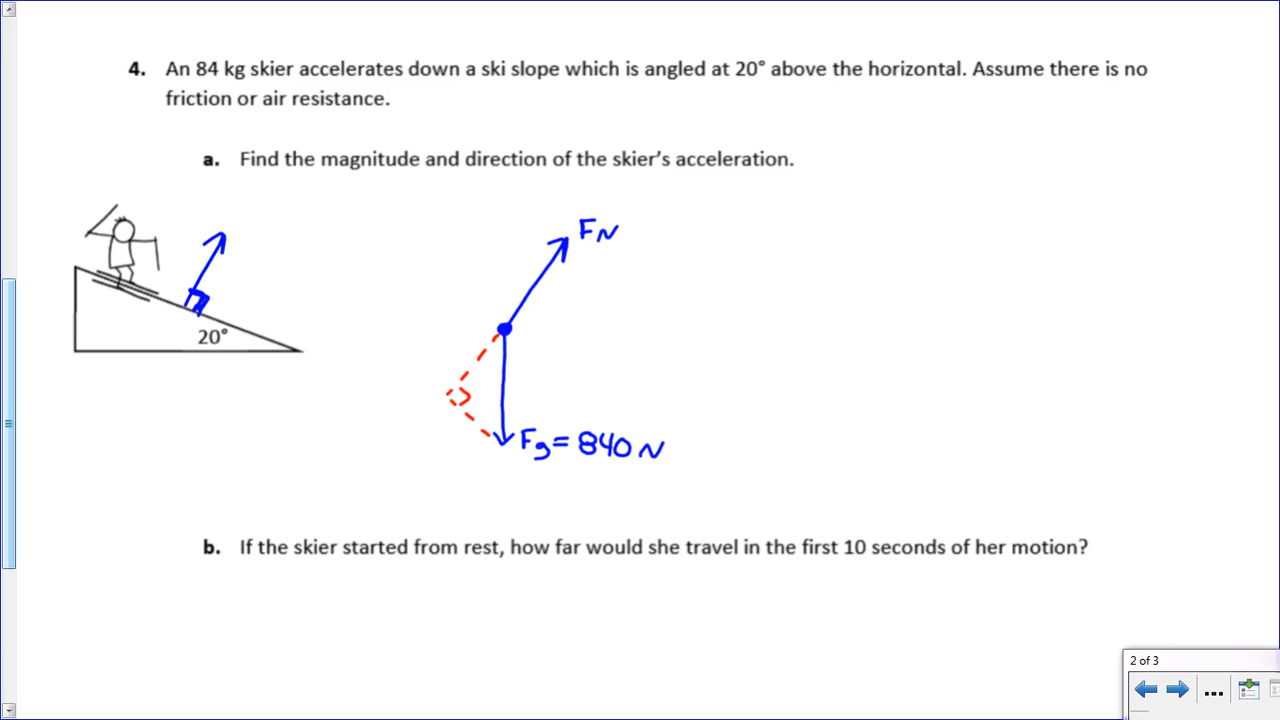 4. An 84 kg skier accelerates down a ski slope which is angled at 20° above the horizontal. Assume there is no
friction or air resistance.
a. Find the magnitude and direction of the skier's acceleration.
FN
20°
Fg = 840 N
b. If the skier started from rest, how far would she travel in the first 10 seconds of her motion?
2 of 3
...